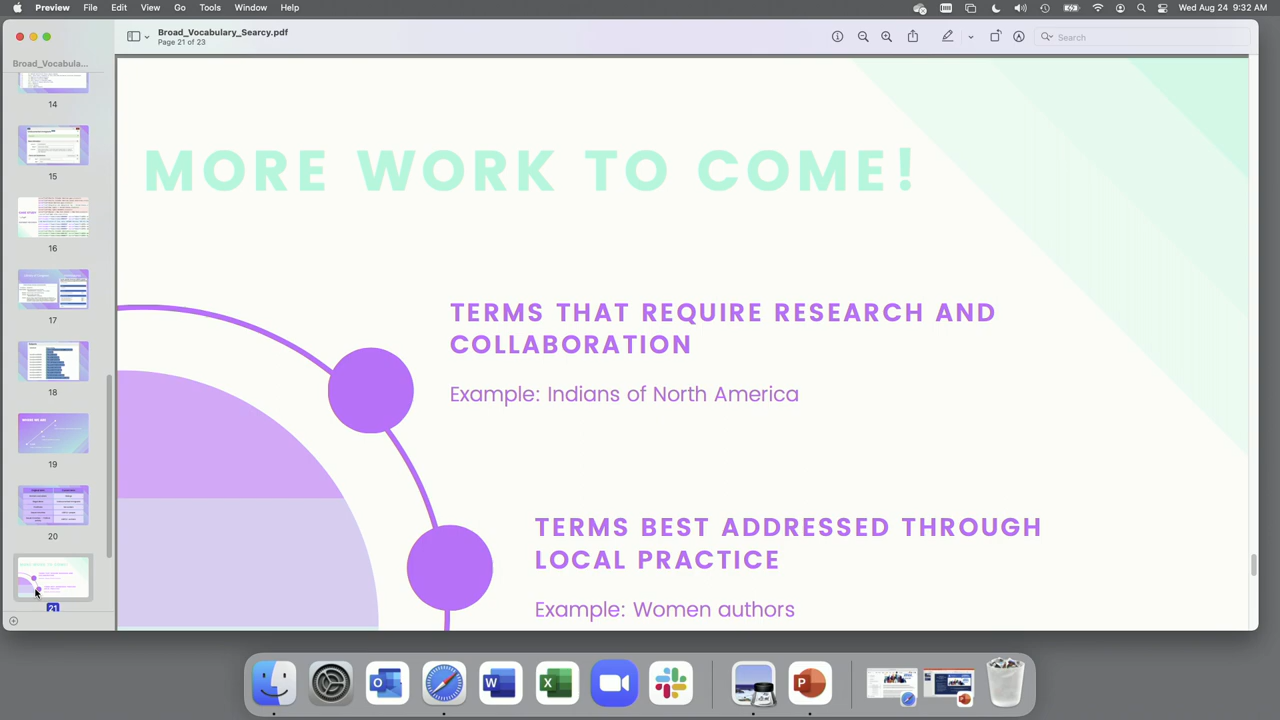 Preview File Edit View Go Tools Window Help Wed Aug 24 9:32 AM
Broad_Vocabulary_Searcy.pdf
Page 21 of 23
Search
Broad_Vocabula...
14
15
16
17
18
19
20
21
MORE WORK TO COME!
TERMS THAT REQUIRE RESEARCH AND
COLLABORATION
Example: Indians of North America
TERMS BEST ADDRESSED THROUGH
LOCAL PRACTICE
Example: Women authors